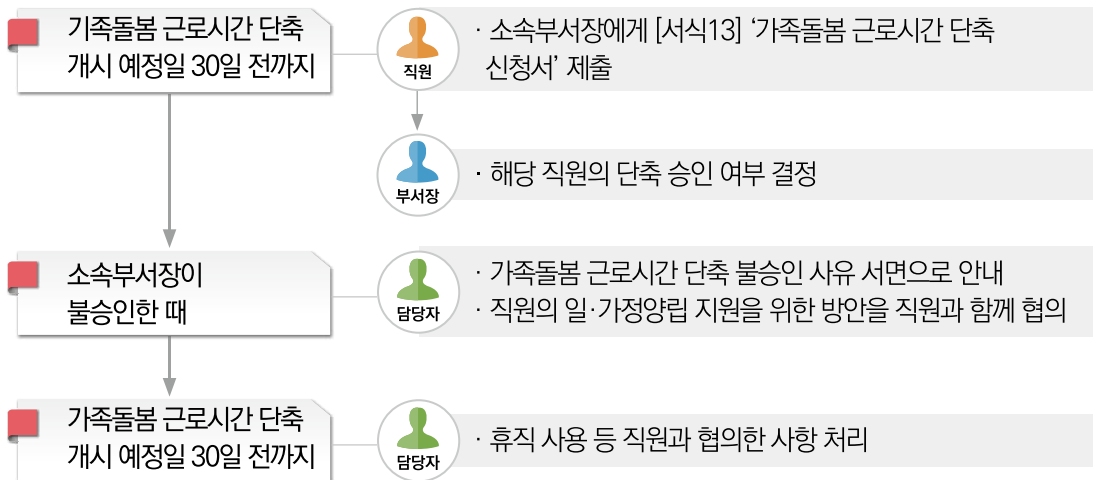 기족돌봄 근로시간 단축
개시 예정일 30일 전까지
직원
· 소속부서장에게 [서식13] ‘가족돌봄 근로시간 단축
신청서’ 제출
부서장
· 해당 직원의 단축 승인 여부 결정
소속부서장이
불승인한 때
담당자
· 가족돌봄 근로시간 단축 불승인 사유 서면으로 안내
· 직원의 일·가정양립 지원을 위한 방안을 직원과 함께 협의
가족돌봄 근로시간 단축
개시 예정일 30일 전까지
담당자
· 휴직 사용 등 직원과 협의한 사항 처리